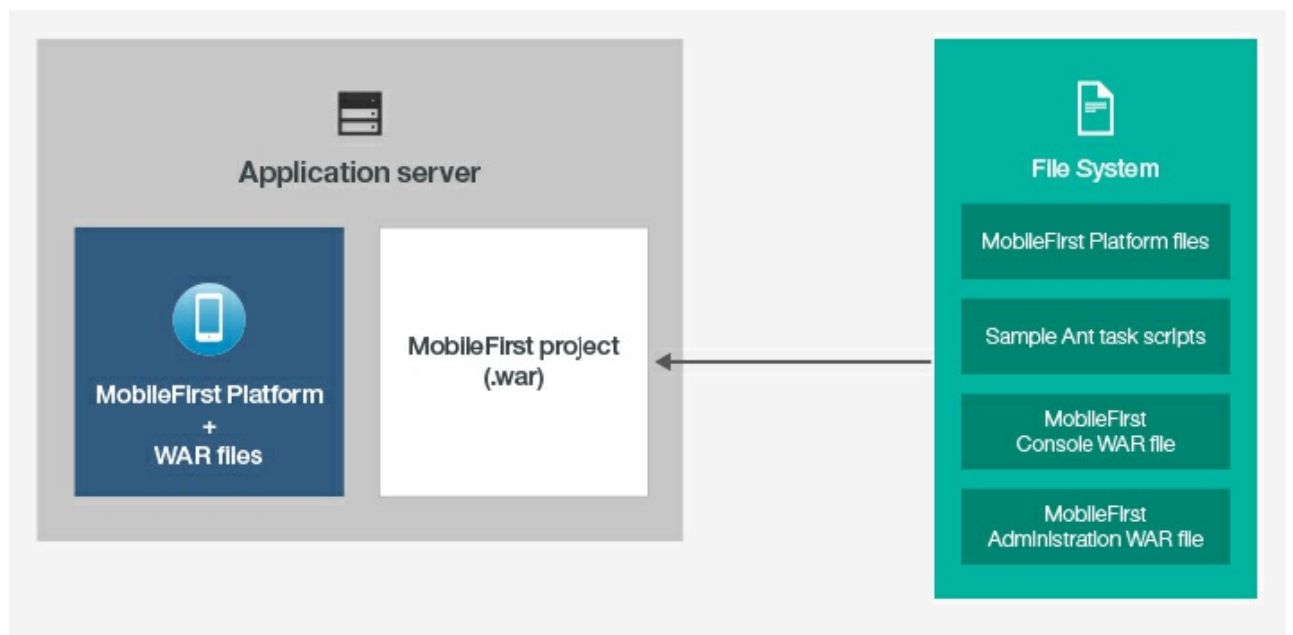 Application server
MobileFirst Platform
+
WAR files
MobileFirst project
(.war)
File System
MobileFirst Platform files
Sample Ant task scripts
MobileFirst
Console WAR file
MobileFirst
Administration WAR file